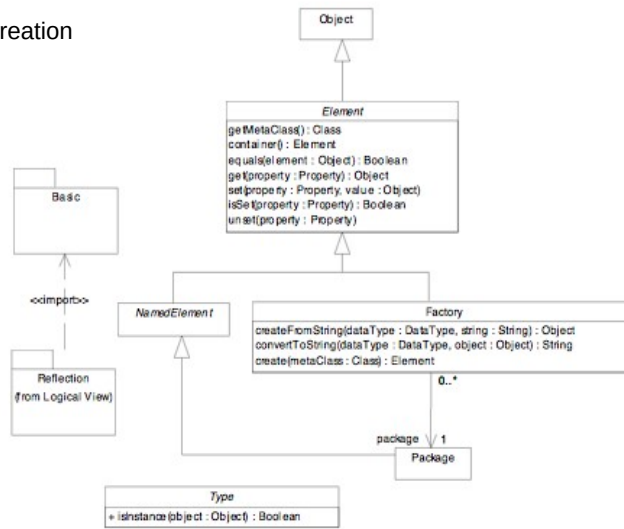 reation
Object
Element
getMetaClass() : Class
container() : Element
equals(element : Object) : Boolean
get(property : Property) : Object
set(property : Property, value : Object)
isSet(property : Property) : Boolean
unset(property : Property)
Basic
<<import>>
Reflection
(from Logical View)
NamedElement
Factory
createFromString(dataType : DataType, string : String) : Object
convertToString(dataType : DataType, object : Object) : String
create(metaClass : Class) : Element
0..*
package 1
Package
Type
+ isInstance(object : Object) : Boolean